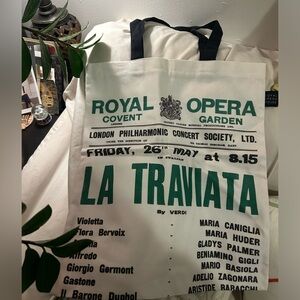 ROYAL OPERA
COVENT GARDEN
LONDON PHILHARMONIC CONCERT SOCIETY, LTD.
FRIDAY, 26TH MAY at 8.15
IN ITALIAN
LA TRAVIATA
By VERDI
Violetta MARIA CANIGLIA
Flora Bervoix MARIA HUDER
GLADYS PALMER
Alfredo BENIAMINO GIGLI
Giorgio Germont MARIO BASIOLA
Gastone ADELIO ZAGONARA
Il Barone Duphol ARISTIDE BARACCHI